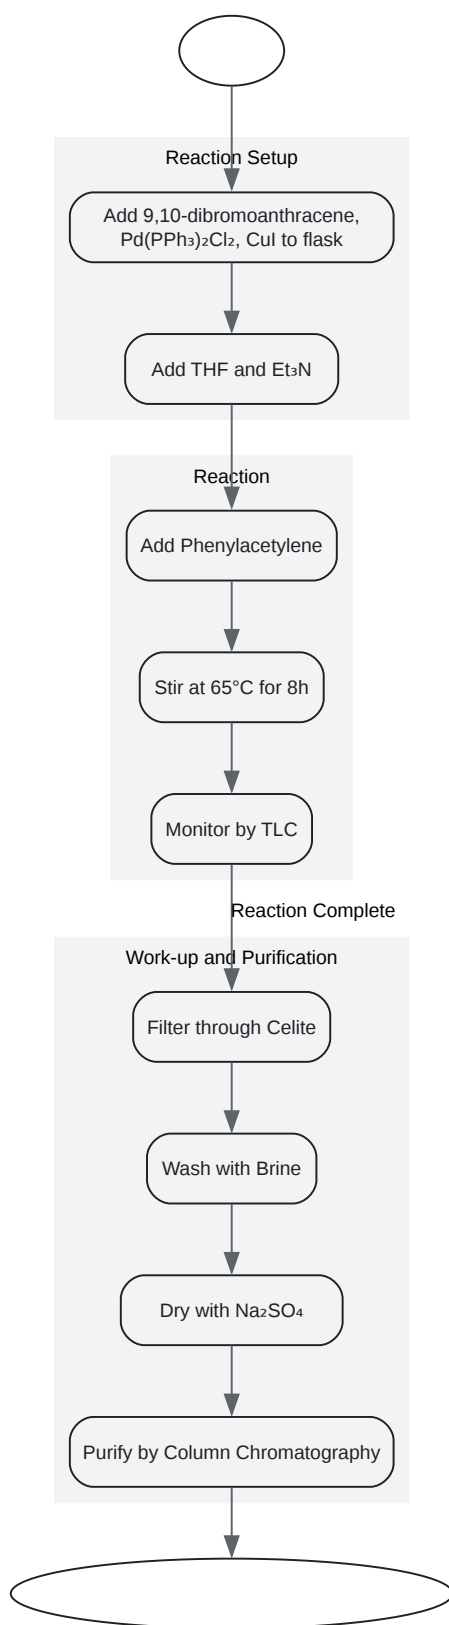 Reaction Setup
Add 9,10-dibromoanthracene,
Pd(PPh₃)₂Cl₂, CuI to flask
Add THF and Et₃N
Reaction
Add Phenylacetylene
Stir at 65°C for 8h
Monitor by TLC
Reaction Complete
Work-up and Purification
Filter through Celite
Wash with Brine
Dry with Na₂SO₄
Purify by Column Chromatography